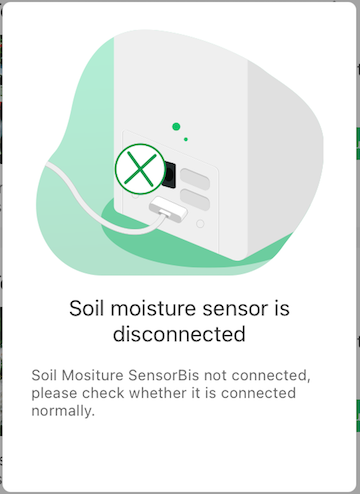 Soil moisture sensor is
disconnected
Soil Mositure SensorBis not connected,
please check whether it is connected
normally.